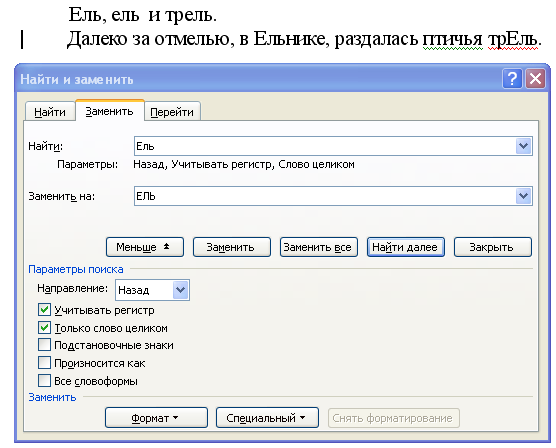 Ель, ель и трель.
Далеко за отмелью, в Ельнике, раздалась птичья трЕль.
Найти и заменить
Найти Заменить Перейти
Найти: Ель
Параметры: Назад, Учитывать регистр, Слово целиком
Заменить на: ЕЛЬ
Меньше Заменить Заменить все Найти далее Закрыть
Параметры поиска
Направление: Назад
Учитывать регистр
Только слово целиком
Подстановочные знаки
Произносится как
Все словоформы
Заменить
Формат Специальный Снять форматирование